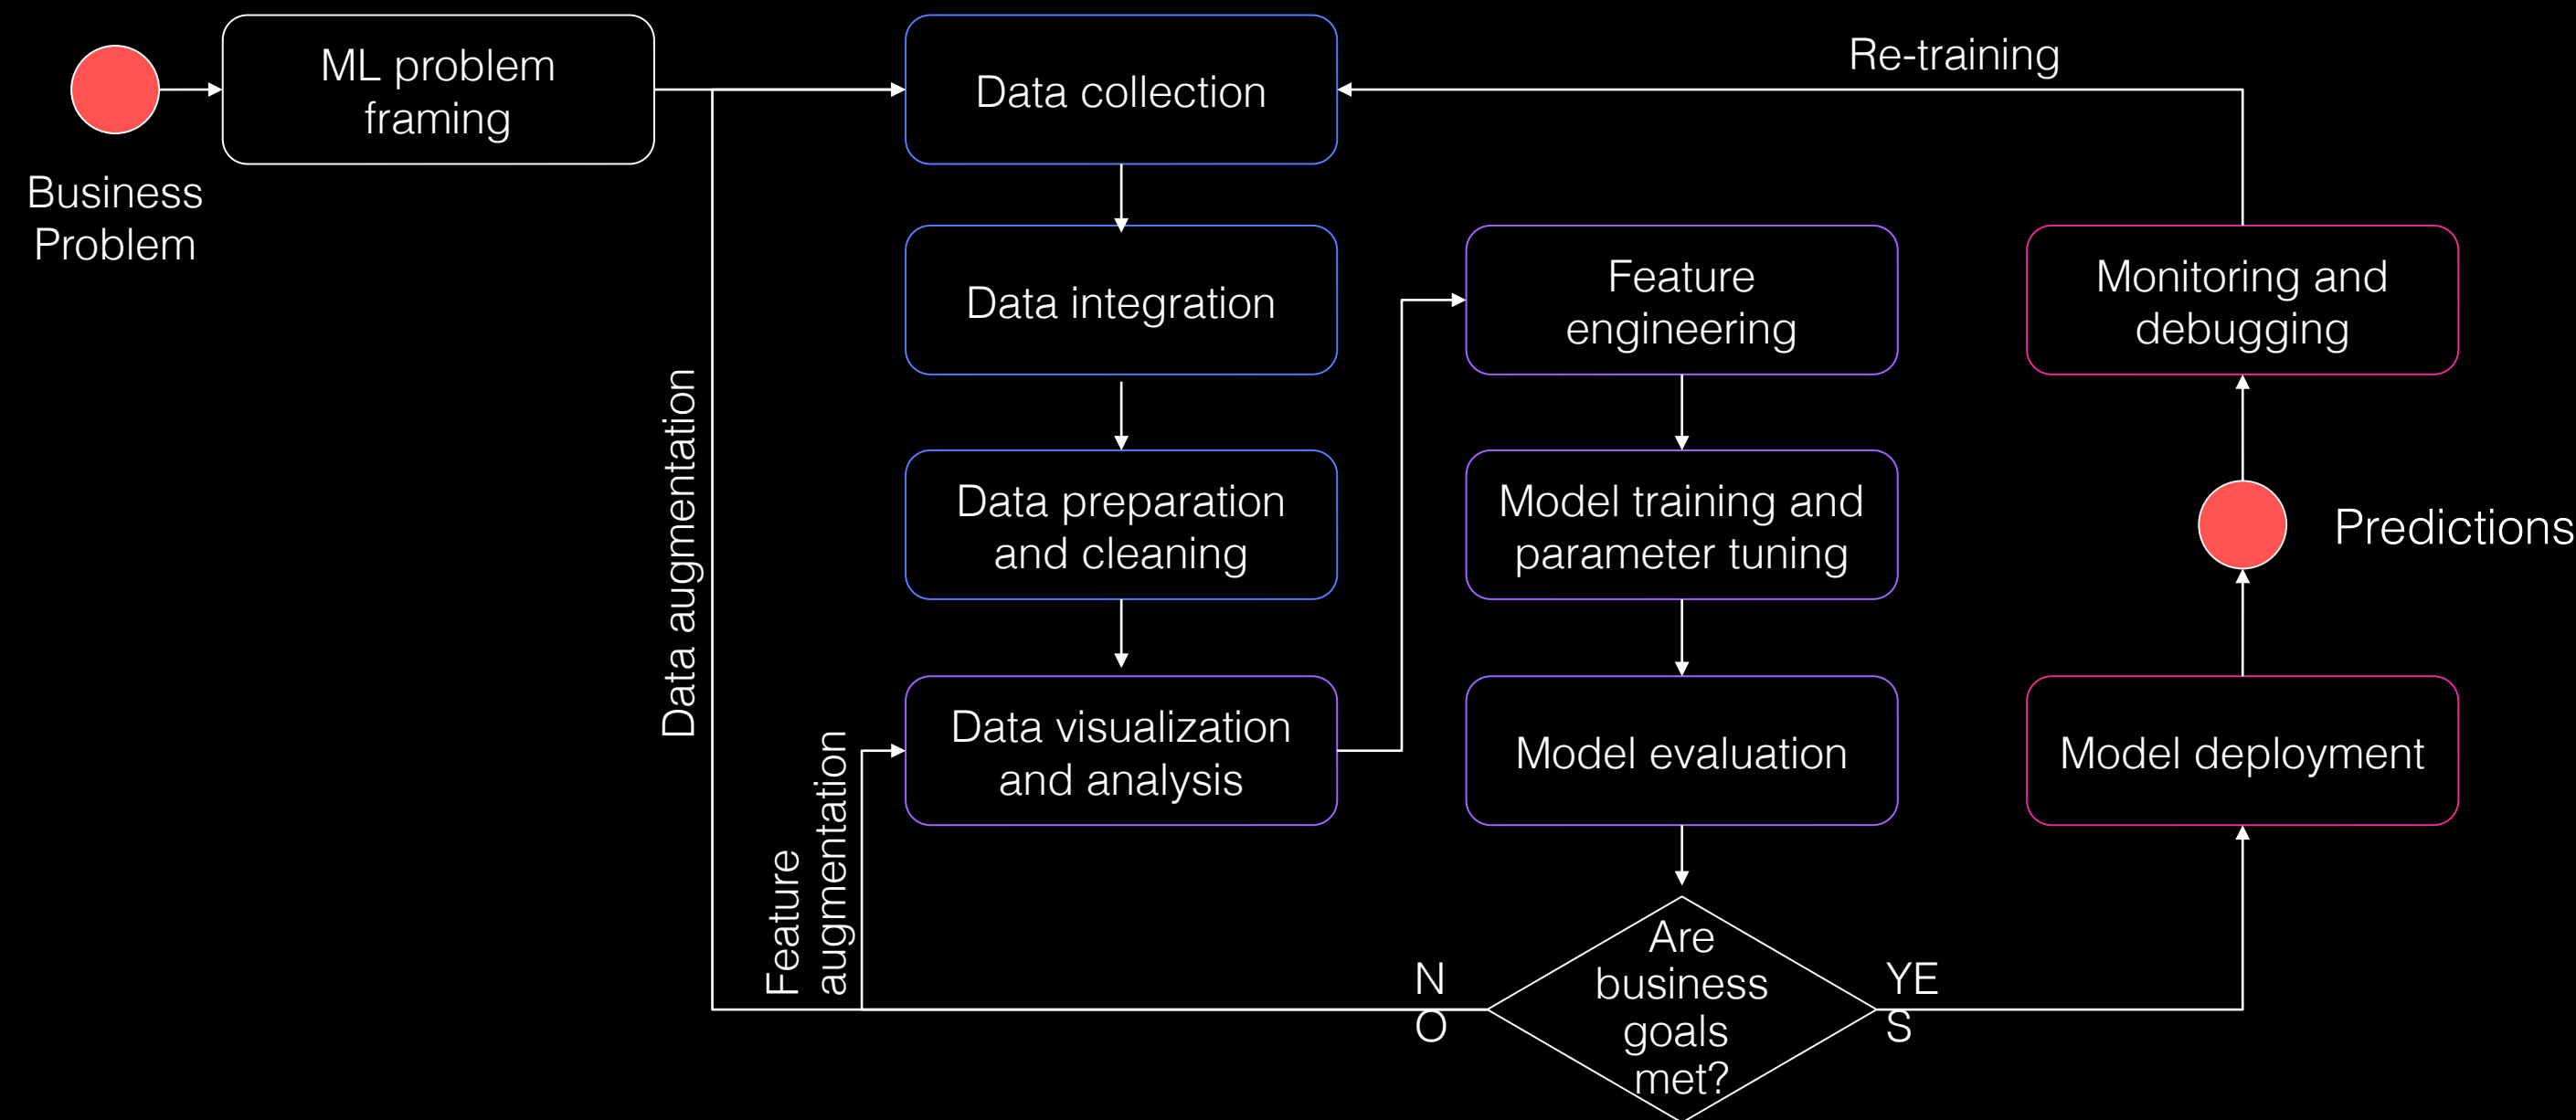 Business
Problem
ML problem
framing
Data collection
Re-training
Data integration
Feature
engineering
Monitoring and
debugging
Data augmentation
Data preparation
and cleaning
Model training and
parameter tuning
Predictions
Feature
augmentation
Data visualization
and analysis
Model evaluation
Model deployment
N
O
Are
business
goals
met?
YE
S